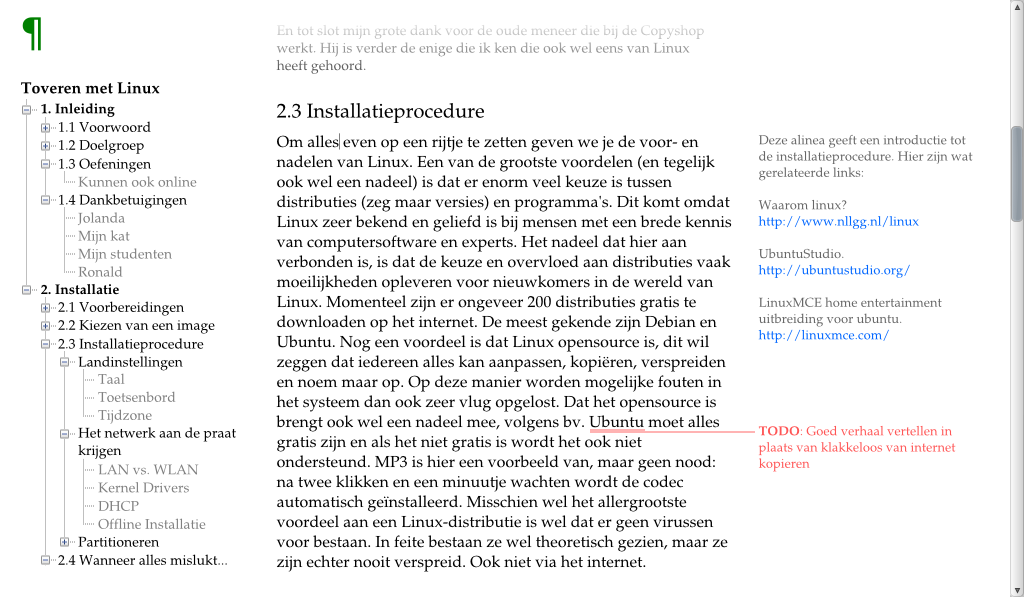 ¶
Toveren met Linux
1. Inleiding
1.1 Voorwoord
1.2 Doelgroep
1.3 Oefeningen
Kunnen ook online
1.4 Dankbetuigingen
Jolanda
Mijn kat
Mijn studenten
Ronald
2. Installatie
2.1 Voorbereidingen
2.2 Kiezen van een image
2.3 Installatieprocedure
Landinstellingen
Taal
Toetsenbord
Tijdzone
Het netwerk aan de praat
krijgen
LAN vs. WLAN
Kernel Drivers
DHCP
Offline Installatie
Partitioneren
2.4 Wanneer alles mislukt...
En tot slot mijn grote dank voor de oude meneer die bij de Copyshop
werkt. Hij is verder de enige die ik ken die ook wel eens van Linux
heeft gehoord.
2.3 Installatieprocedure
Om alles even op een rijtje te zetten geven we je de voor- en
nadelen van Linux. Een van de grootste voordelen (en tegelijk
ook wel een nadeel) is dat er enorm veel keuze is tussen
distributies (zeg maar versies) en programma's. Dit komt omdat
Linux zeer bekend en geliefd is bij mensen met een brede kennis
van computersoftware en experts. Het nadeel dat hier aan
verbonden is, is dat de keuze en overvloed aan distributies vaak
moeilijkheden opleveren voor nieuwkomers in de wereld van
Linux. Momenteel zijn er ongeveer 200 distributies gratis te
downloaden op het internet. De meest gekende zijn Debian en
Ubuntu. Nog een voordeel is dat Linux opensource is, dit wil
zeggen dat iedereen alles kan aanpassen, kopiëren, verspreiden
en noem maar op. Op deze manier worden mogelijke fouten in
het systeem dan ook zeer vlug opgelost. Dat het opensource is
brengt ook wel een nadeel mee, volgens bv. Ubuntu moet alles
gratis zijn en als het niet gratis is wordt het ook niet
ondersteund. MP3 is hier een voorbeeld van, maar geen nood:
na twee klikken en een minuutje wachten wordt de codec
automatisch geïnstalleerd. Misschien wel het allergrootste
voordeel aan een Linux-distributie is wel dat er geen virussen
voor bestaan. In feite bestaan ze wel theoretisch gezien, maar ze
zijn echter nooit verspreid. Ook niet via het internet.
Deze alinea geeft een introductie tot
de installatieprocedure. Hier zijn wat
gerelateerde links:
Waarom linux?
http://www.nllgg.nl/linux
UbuntuStudio.
http://ubuntustudio.org/
LinuxMCE home entertainment
uitbreiding voor ubuntu.
http://linuxmce.com/
TODO: Goed verhaal vertellen in
plaats van klakkeloos van internet
kopieren